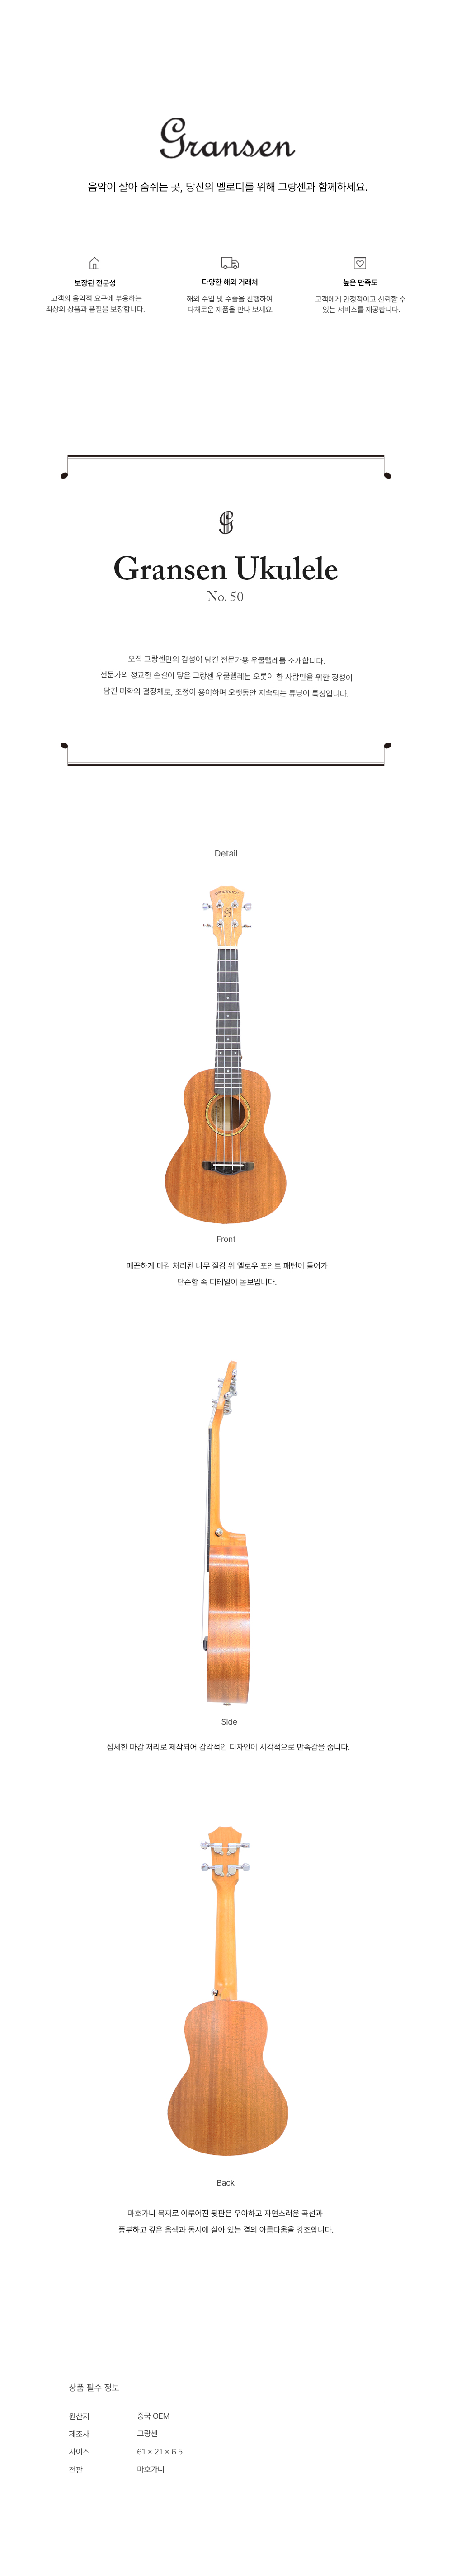 Gransen
음악이 살아 숨쉬는 곳, 당신의 멜로디를 위해 그랑센과 함께하세요.
보장된 전문성
고객의 음악적 요구에 부응하는
최상의 상품과 품질을 보장합니다.
다양한 해외 거래처
해외 수입 및 수출을 진행하여
다채로운 제품을 만나 보세요.
높은 만족도
고객에게 안정적이고 신뢰할 수
있는 서비스를 제공합니다.
Gransen Ukulele
No. 50
오직 그랑센만의 감성이 담긴 전문가용 우쿨렐레를 소개합니다.
전문가의 정교한 손길이 닿은 그랑센 우쿨렐레는 오롯이 한 사람만을 위한 정성이
담긴 미학의 결정체로, 조정이 용이하며 오랫동안 지속되는 튜닝이 특징입니다.
Detail
GRANSEN
Front
매끈하게 마감 처리된 나무 질감 위 옐로우 포인트 패턴이 들어가
단순함 속 디테일이 돋보입니다.
Side
섬세한 마감 처리로 제작되어 감각적인 디자인이 시각적으로 만족감을 줍니다.
Back
마호가니 목재로 이루어진 뒷판은 우아하고 자연스러운 곡선과
풍부하고 깊은 음색과 동시에 살아 있는 결의 아름다움을 강조합니다.
상품 필수 정보
원산지 중국 OEM
제조사 그랑센
사이즈 61 × 21 × 6.5
전판 마호가니